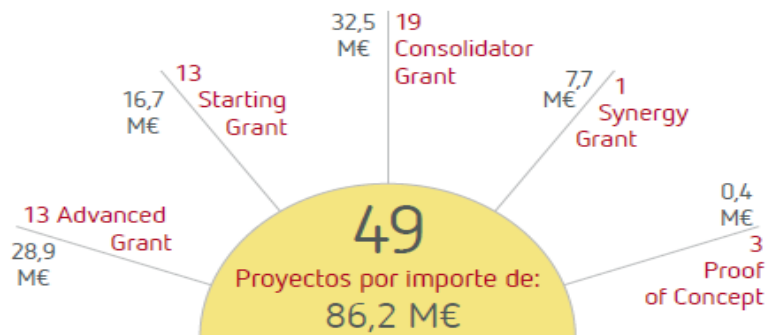 13 Advanced
Grant
28,9
M€
13
Starting
Grant
16,7
M€
32,5
M€
19
Consolidator
Grant
7,7
M€
1
Synergy
Grant
0,4
M€
3
Proof
of Concept
49
Proyectos por importe de:
86,2 M€